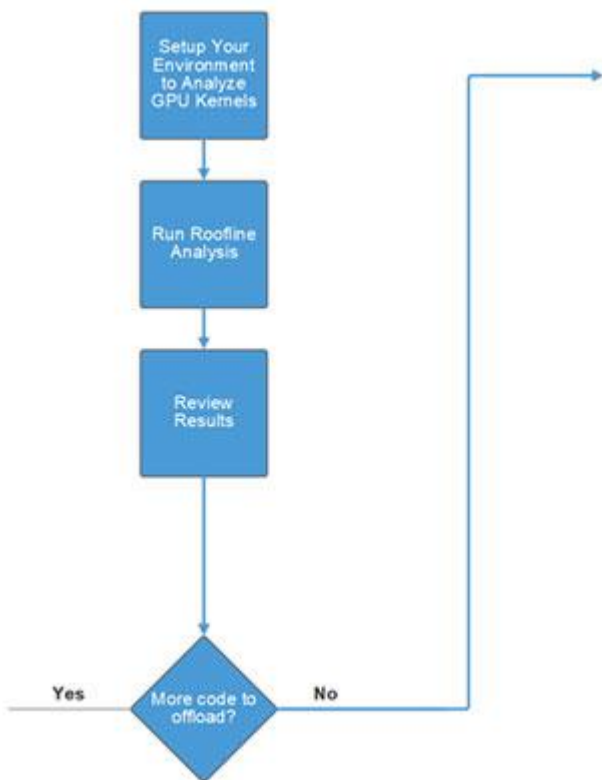 Setup Your
Environment
to Analyze
GPU Kernels
Run Roofline
Analysis
Review
Results
Yes
More code to
offload?
No